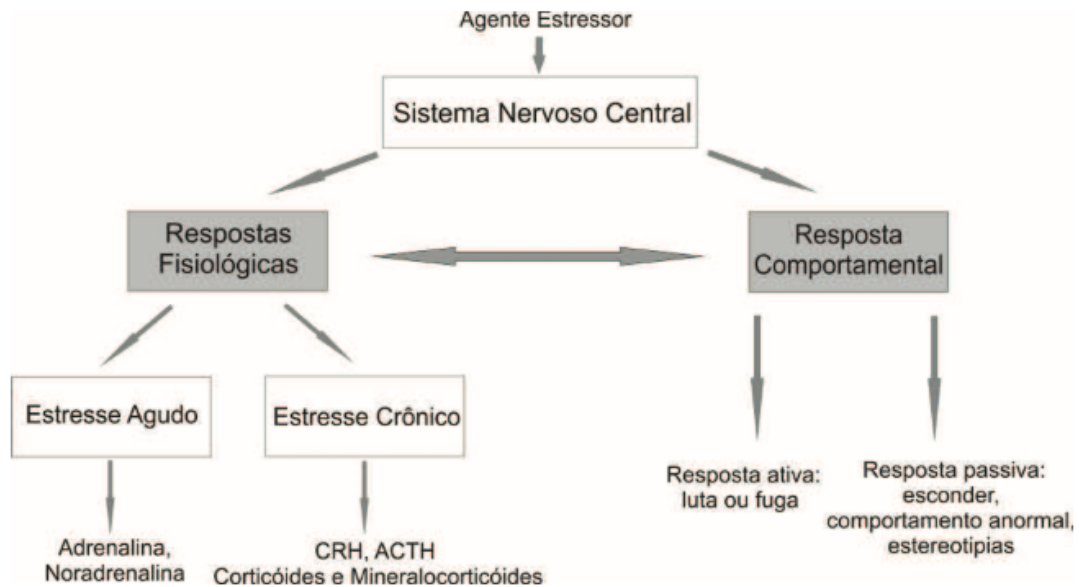 Agente Estressor
Sistema Nervoso Central
Respostas
Fisiológicas
Resposta
Comportamental
Estresse Agudo
Estresse Crônico
Resposta ativa:
luta ou fuga
Resposta passiva:
esconder,
comportamento anormal,
estereotipias
Adrenalina,
Noradrenalina
CRH, ACTH
Corticóides e Mineralocorticóides